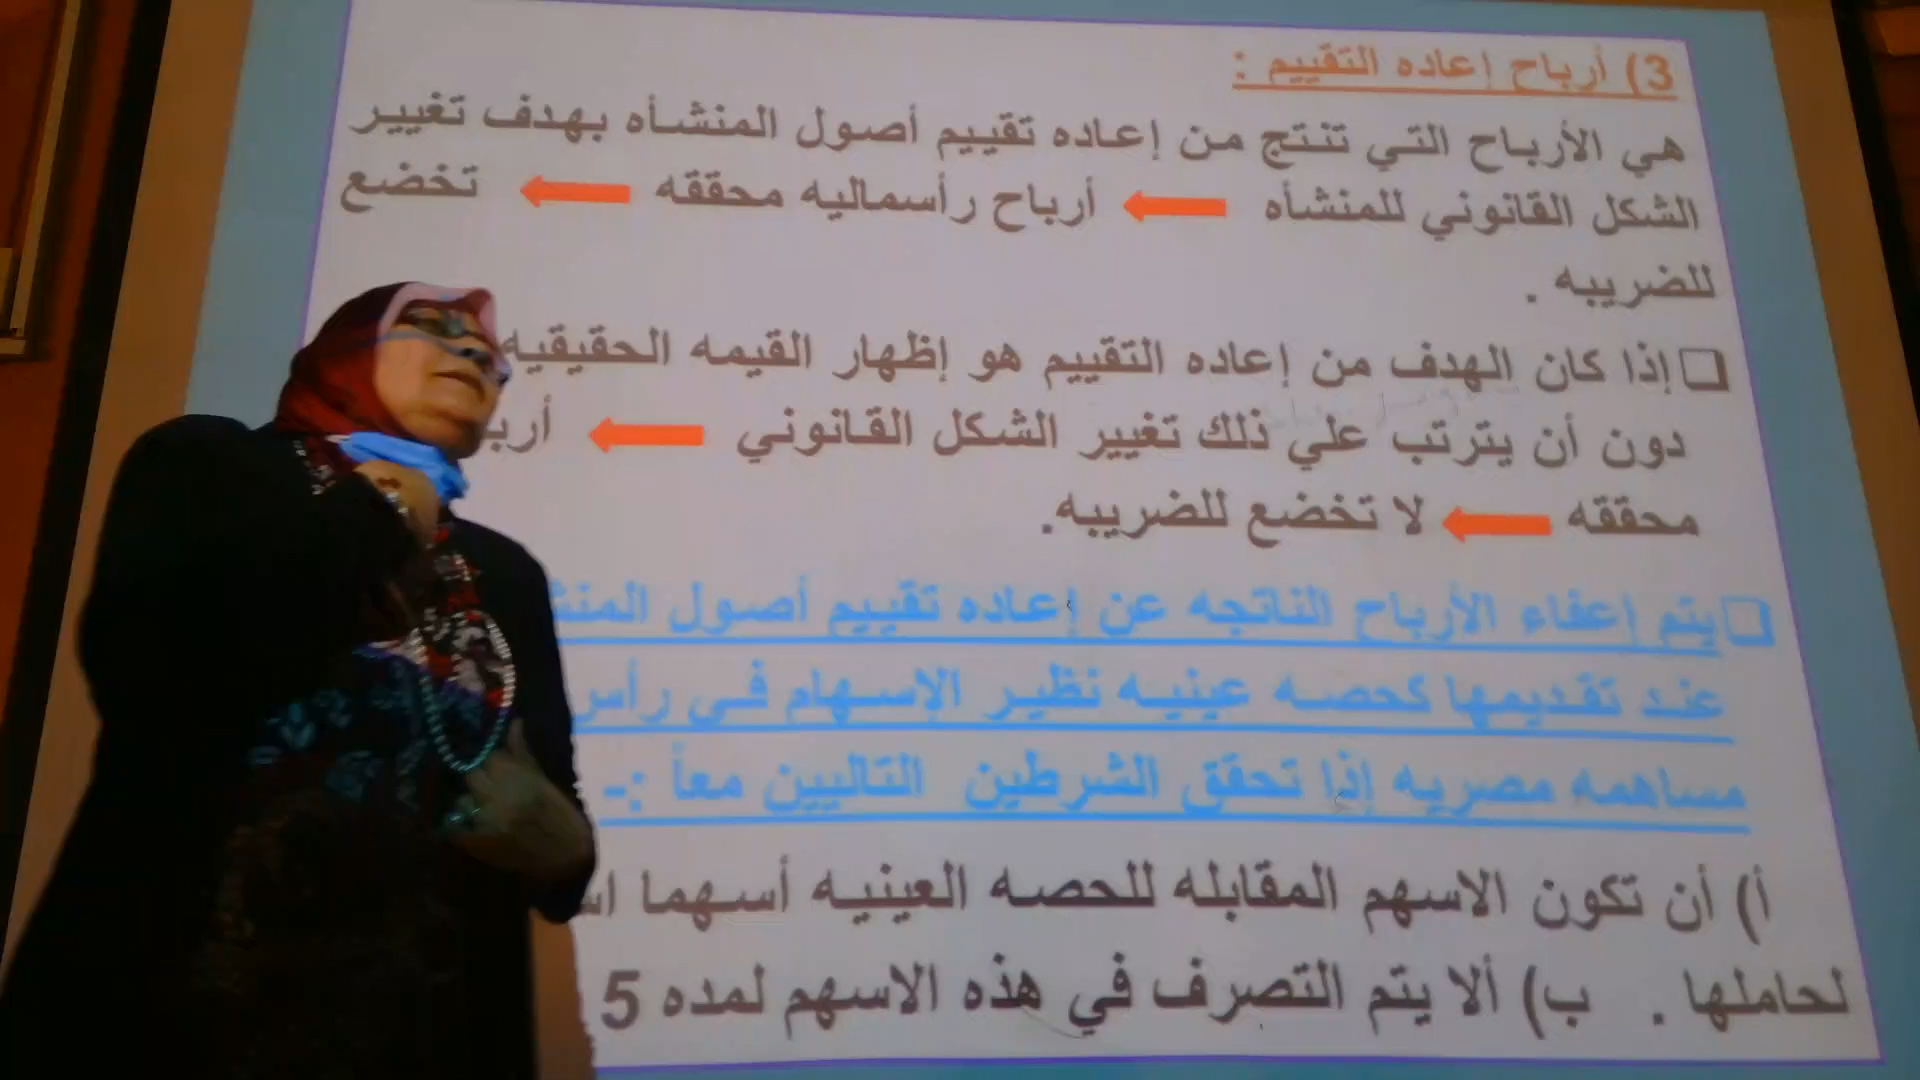 3) أرباح إعاده التقييم :
هي الأرباح التي تنتج من إعاده تقييم أصول المنشأه بهدف تغيير
الشكل القانوني للمنشأه ← أرباح رأسماليه محققه ← تخضع
للضريبه .
❑ إذا كان الهدف من إعاده التقييم هو إظهار القيمه الحقيقيه
دون أن يترتب علي ذلك تغيير الشكل القانوني ←
محققه ← لا تخضع للضريبه.
❑ يتم إعفاء الأرباح الناتجه عن إعاده تقييم أصول
عند تقديمها كحصه عينيه نظير الإسهام في
مساهمه مصريه إذا تحقق الشرطين التاليين معاً :-
أ) أن تكون الاسهم المقابله للحصه العينيه أسهما
لحاملها . ب) ألا يتم التصرف في هذه الاسهم لمده 5